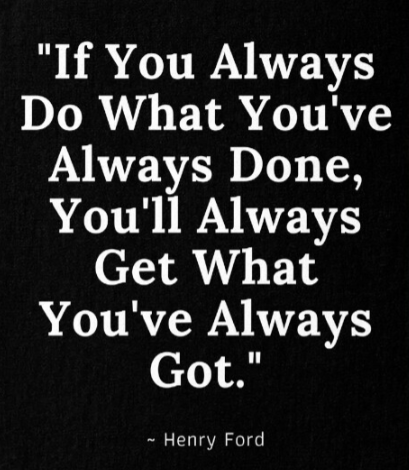 "If You Always
Do What You've
Always Done,
You'll Always
Get What
You've Always
Got."
~ Henry Ford